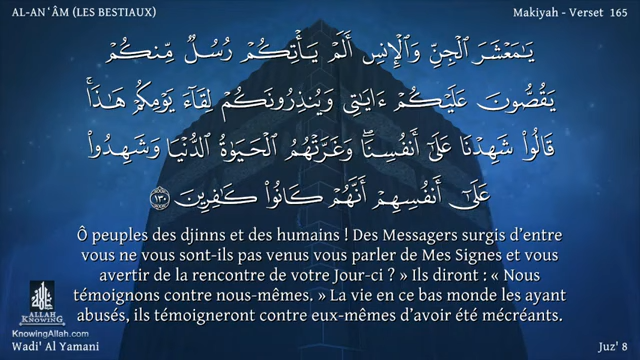 AL-AN'ÂM (LES BESTIAUX)
Makiyah - Verset 165
يَـٰمَعْشَرَ ٱلْجِنِّ وَٱلْإِنسِ أَلَمْ يَأْتِكُمْ رُسُلٌ مِّنكُمْ
يَقُصُّونَ عَلَيْكُمْ ءَايَـٰتِى وَيُنذِرُونَكُمْ لِقَآءَ يَوْمِكُمْ هَـٰذَا ۚ
قَالُوا۟ شَهِدْنَا عَلَىٰٓ أَنفُسِنَا ۖ وَغَرَّتْهُمُ ٱلْحَيَوٰةُ ٱلدُّنْيَا وَشَهِدُوا۟
عَلَىٰٓ أَنفُسِهِمْ أَنَّهُمْ كَانُوا۟ كَـٰفِرِينَ ١٣٠
Ô peuples des djinns et des humains ! Des Messagers surgis d'entre
vous ne vous sont-ils pas venus vous parler de Mes Signes et vous
avertir de la rencontre de votre Jour-ci ? » Ils diront : « Nous
témoignons contre nous-mêmes. » La vie en ce bas monde les ayant
abusés, ils témoigneront contre eux-mêmes d'avoir été mécréants.
ALLAH
KNOWING
KnowingAllah.com
Wadi' Al Yamani
Juz' 8